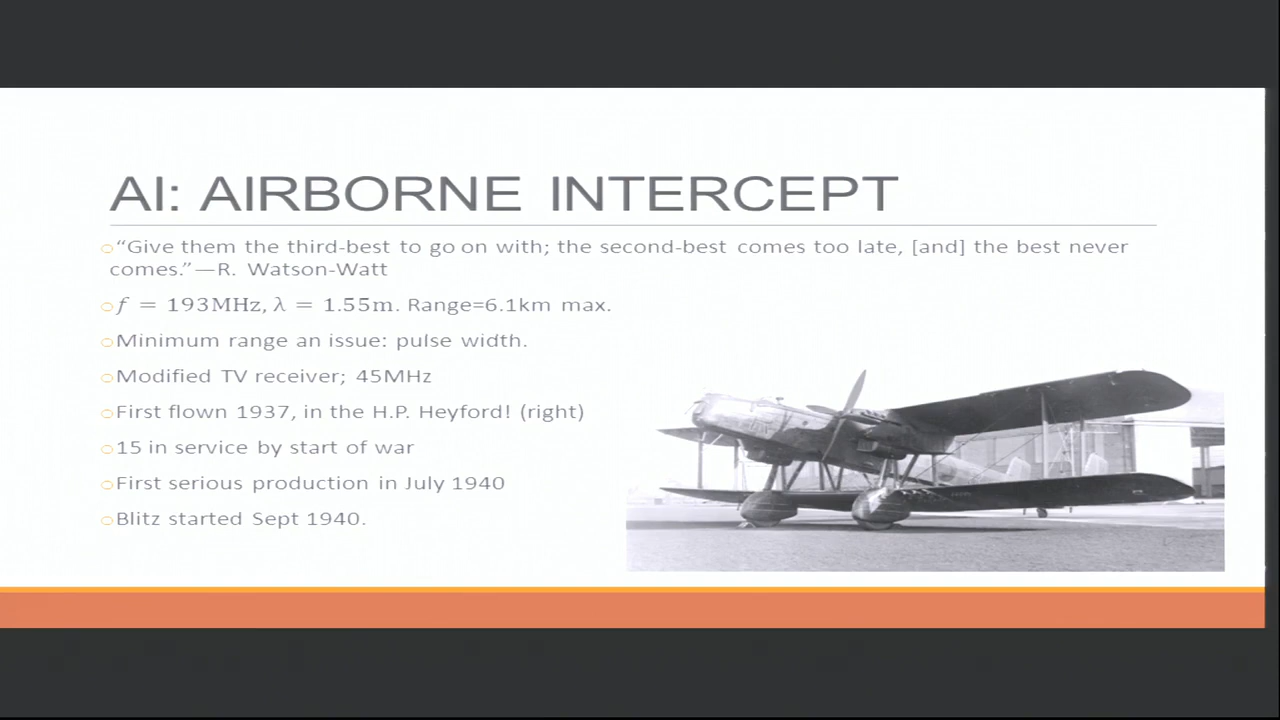 AI: AIRBORNE INTERCEPT
“Give them the third-best to go on with; the second-best comes too late, [and] the best never
comes.”—R. Watson-Watt
f = 193MHz, λ = 1.55m. Range=6.1km max.
Minimum range an issue: pulse width.
Modified TV receiver; 45MHz
First flown 1937, in the H.P. Heyford! (right)
15 in service by start of war
First serious production in July 1940
Blitz started Sept 1940.